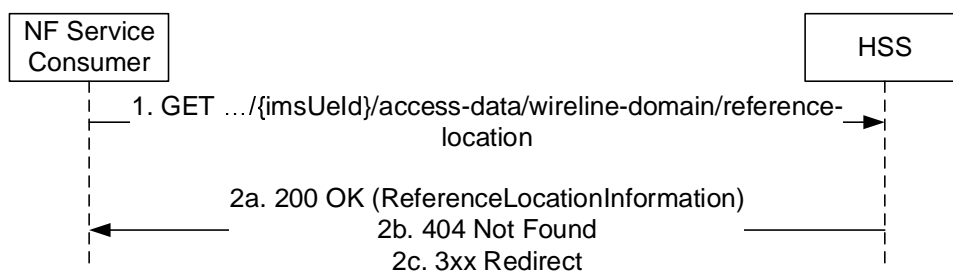 NF Service
Consumer
HSS
1. GET …/{imsUeId}/access-data/wireline-domain/reference-
location
2a. 200 OK (ReferenceLocationInformation)
2b. 404 Not Found
2c. 3xx Redirect